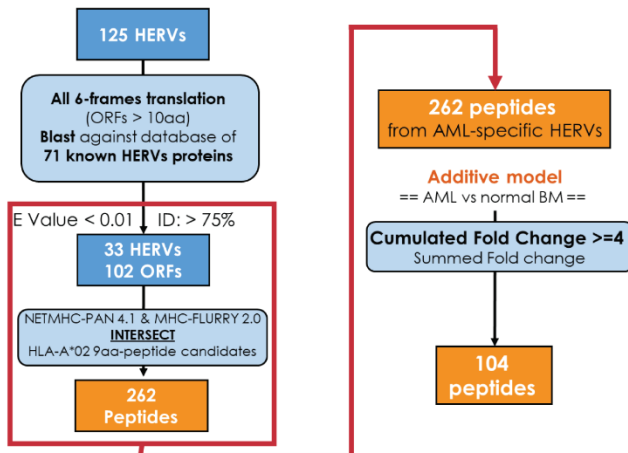 125 HERVs
All 6-frames translation
(ORFs > 10aa)
Blast against database of
71 known HERVs proteins
E Value < 0.01 ID: > 75%
33 HERVs
102 ORFs
NETMHC-PAN 4.1 & MHC-FLURRY 2.0
INTERSECT
HLA-A*02 9aa-peptide candidates
262
Peptides
262 peptides
from AML-specific HERVs
Additive model
== AML vs normal BM ==
Cumulated Fold Change >=4
Summed Fold change
104
peptides